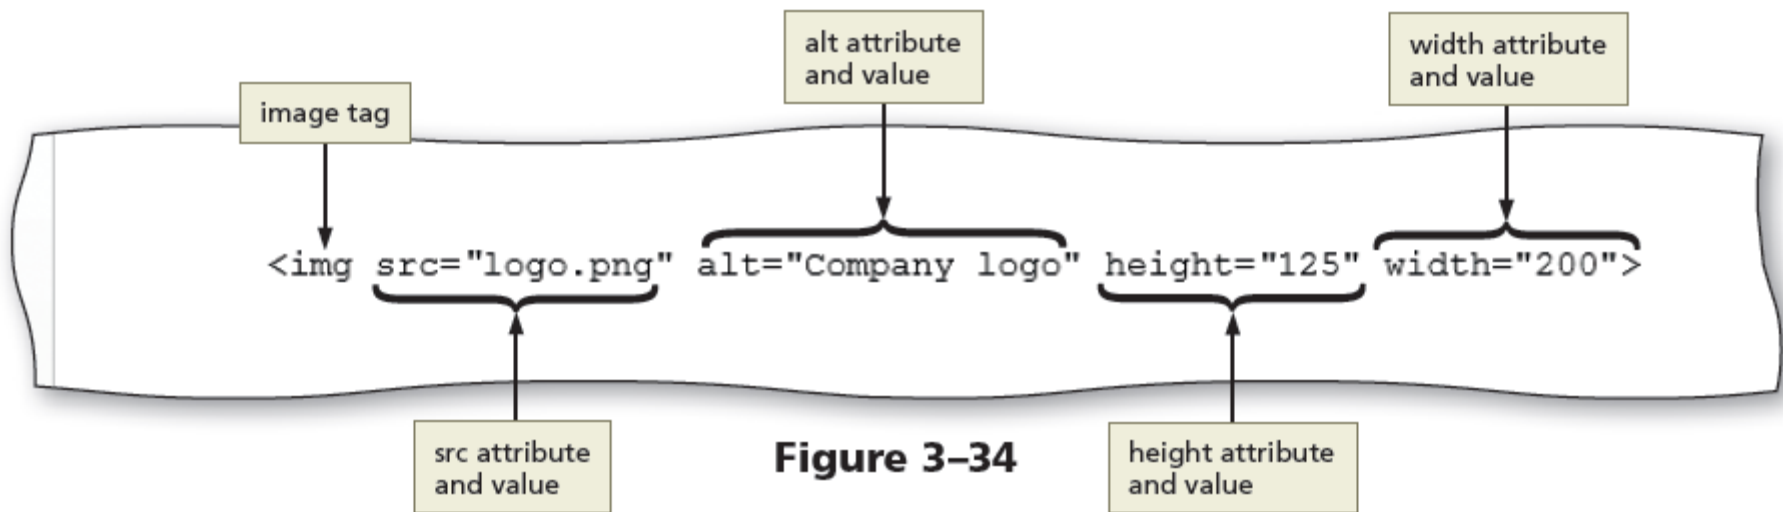 alt attribute
and value
width attribute
and value
image tag
<img src="logo.png" alt="Company logo" height="125" width="200">
src attribute
and value
Figure 3–34
height attribute
and value